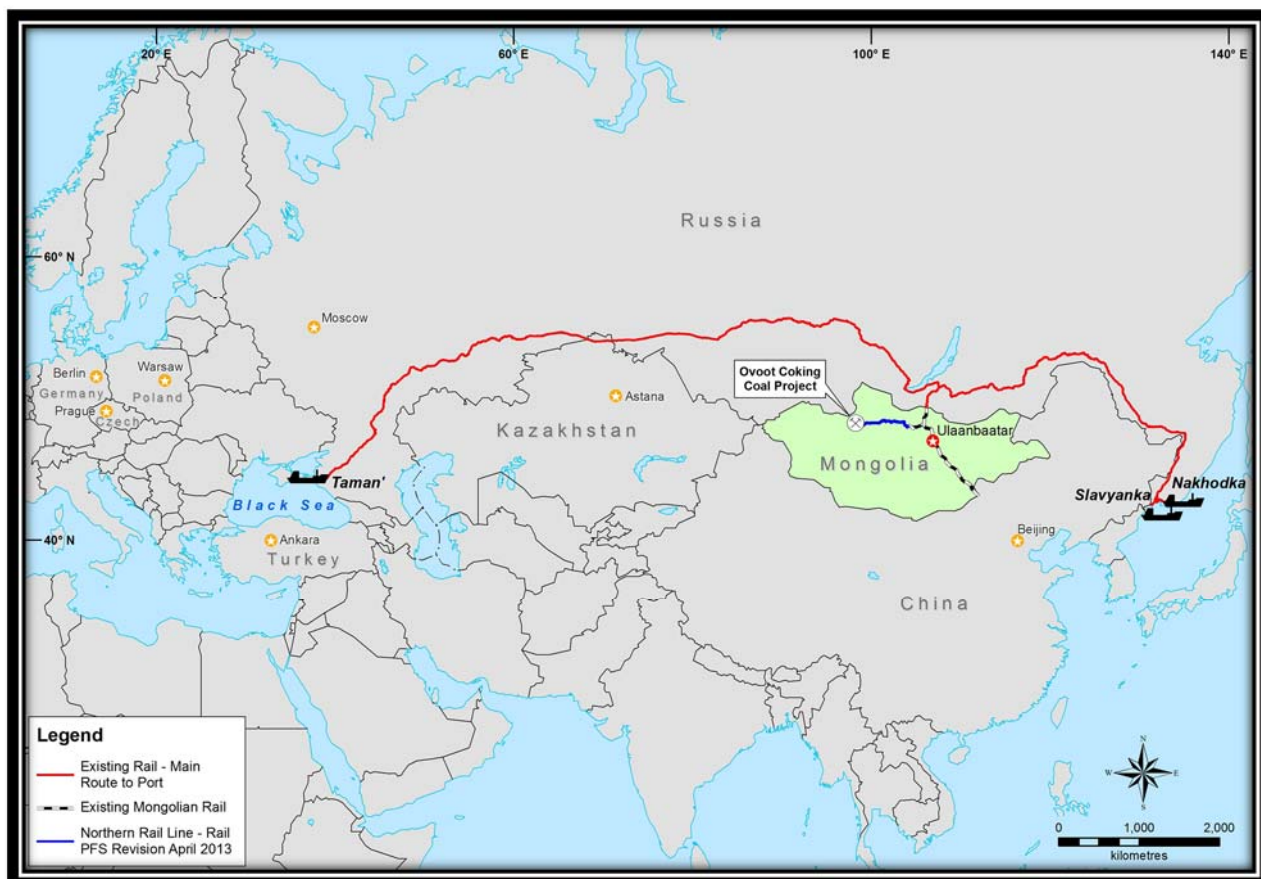 20° E
60° E
100° E
140° E
Russia
60° N
Moscow
Berlin
Warsaw
Germany
Poland
Prague
Czech
Ovoot Coking
Coal Project
Astana
Kazakhstan
Ulaanbaatar
Mongolia
Taman'
Slavyanka
Nakhodka
Black Sea
40° N
Ankara
Turkey
Beijing
China
Legend
Existing Rail - Main
Route to Port
Existing Mongolian Rail
Northern Rail Line - Rail
PFS Revision April 2013
N
W
E
S
0
1,000
2,000
kilometres